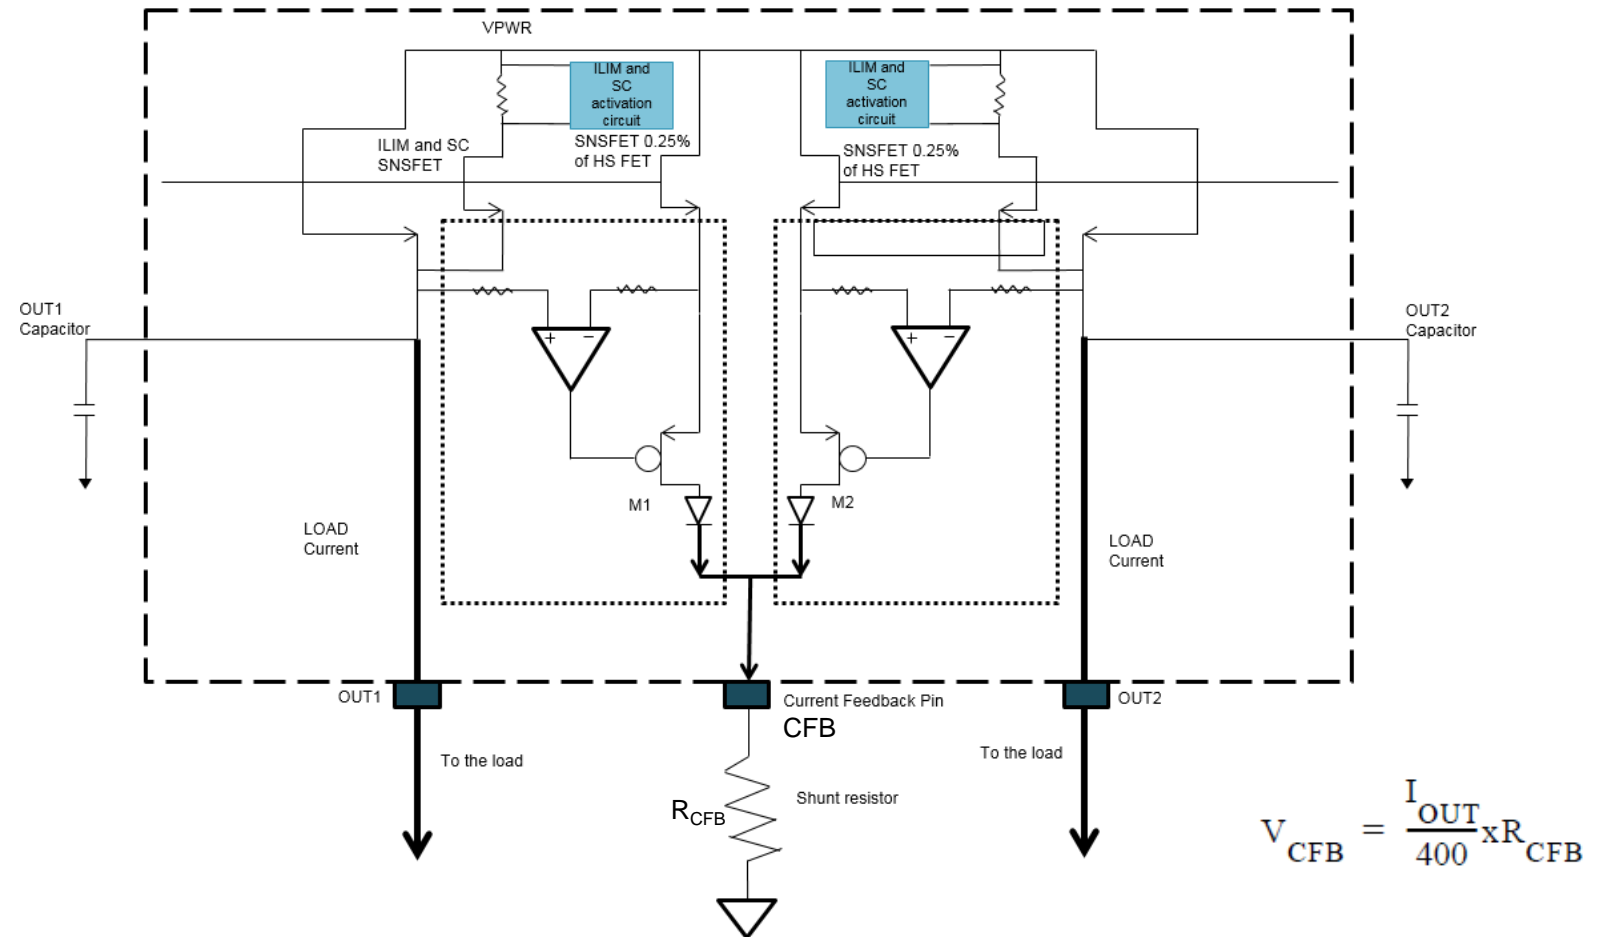 VPWR
ILIM and
SC
activation
circuit
ILIM and
SC
activation
circuit
ILIM and SC
SNSFET
SNSFET 0.25%
of HS FET
SNSFET 0.25%
of HS FET
OUT1
Capacitor
OUT2
Capacitor
+ −
+ −
M1
M2
LOAD
Current
LOAD
Current
OUT1
Current Feedback Pin
CFB
OUT2
To the load
To the load
RCFB
Shunt resistor
VCFB = IOUT/400 xRCFB